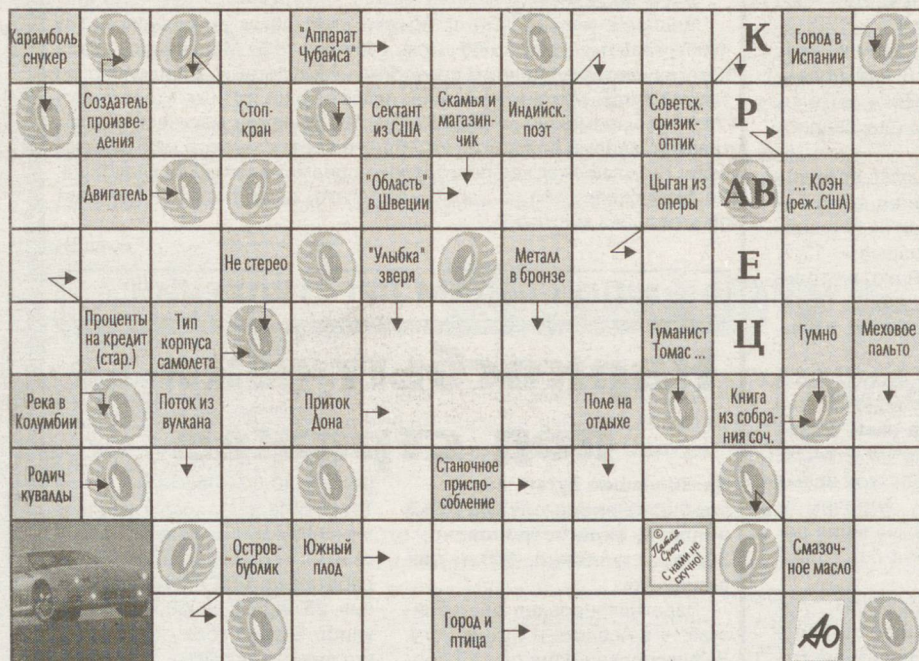 Карамболь
снукер
"Аппарат
Чубайса"
К
Город в
Испании
Создатель
произве-
дения
Стоп-
кран
Сектант
из США
Скамья и
магазин-
чик
Индийск.
поэт
Советск.
физик-
оптик
Р
Двигатель
"Область"
в Швеции
Цыган из
оперы
АВ
... Коэн
(реж. США)
Не стерео
"Улыбка"
зверя
Металл
в бронзе
Е
Проценты
на кредит
(стар.)
Тип
корпуса
самолета
Гуманист
Томас ...
Ц
Гумно
Меховое
пальто
Река в
Колумбии
Поток из
вулкана
Приток
Дона
Поле на
отдыхе
Книга
из собра-
ния соч.
Родич
кувалды
Станочное
приспо-
собление
Остров-
бублик
Южный
плод
©
Пятая
Среда
С нами не
скучно!
Смазоч-
ное масло
Город и
птица
АО